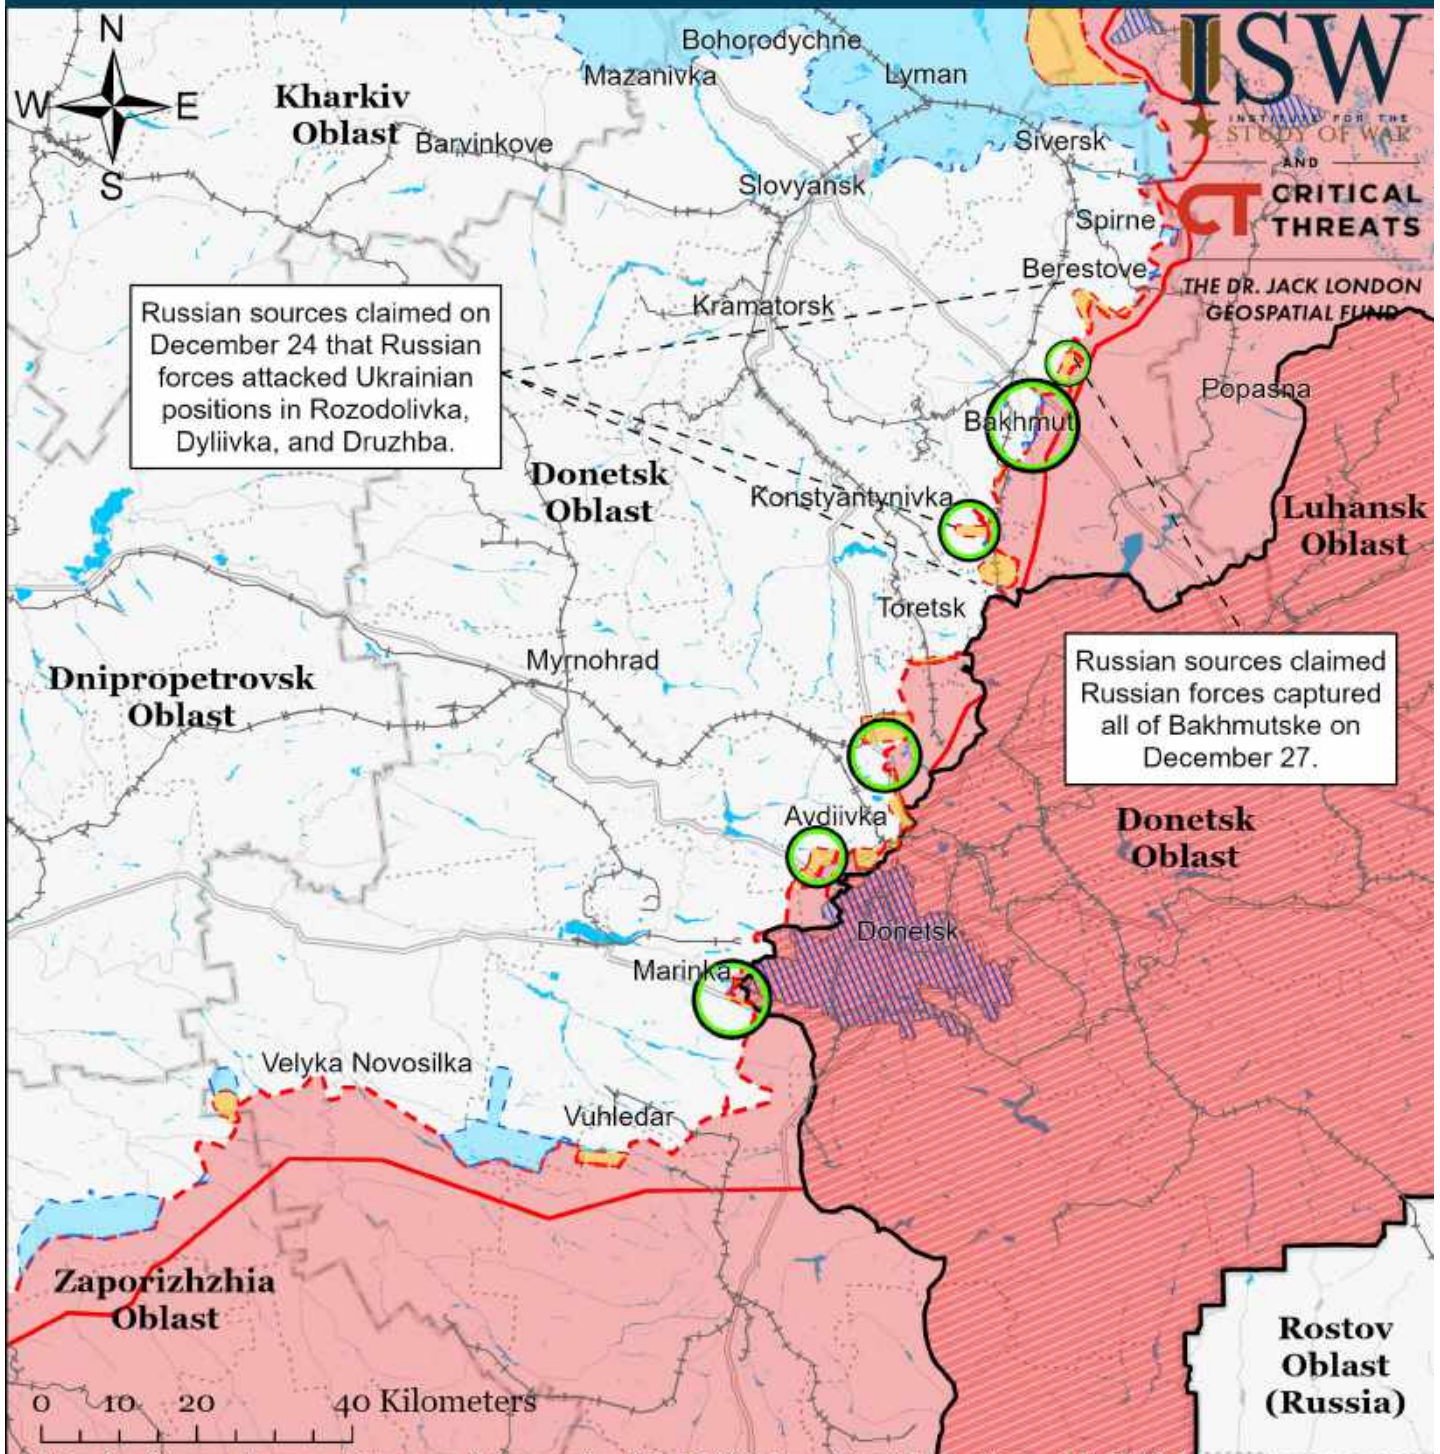 N
W
E
S
Kharkiv
Oblast
Barvinkove
Bohorodychne
Mazanivka
Lyman
Siversk
Slovyansk
Spirne
Berestove
ISW
INSTITUTE FOR THE
STUDY OF WAR
AND
CT CRITICAL
THREATS
THE DR. JACK LONDON
GEOSPATIAL FUND
Russian sources claimed on
December 24 that Russian
forces attacked Ukrainian
positions in Rozodolivka,
Dyliivka, and Druzhba.
Kramatorsk
Popasna
Bakhmut
Donetsk
Oblast
Konstyantynivka
Luhansk
Oblast
Toretsk
Myrnohrad
Dnipropetrovsk
Oblast
Russian sources claimed
Russian forces captured
all of Bakhmutske on
December 27.
Avdiivka
Donetsk
Oblast
Donetsk
Marinka
Velyka Novosilka
Vuhledar
Zaporizhzhia
Oblast
Rostov
Oblast
(Russia)
0 10 20 40 Kilometers